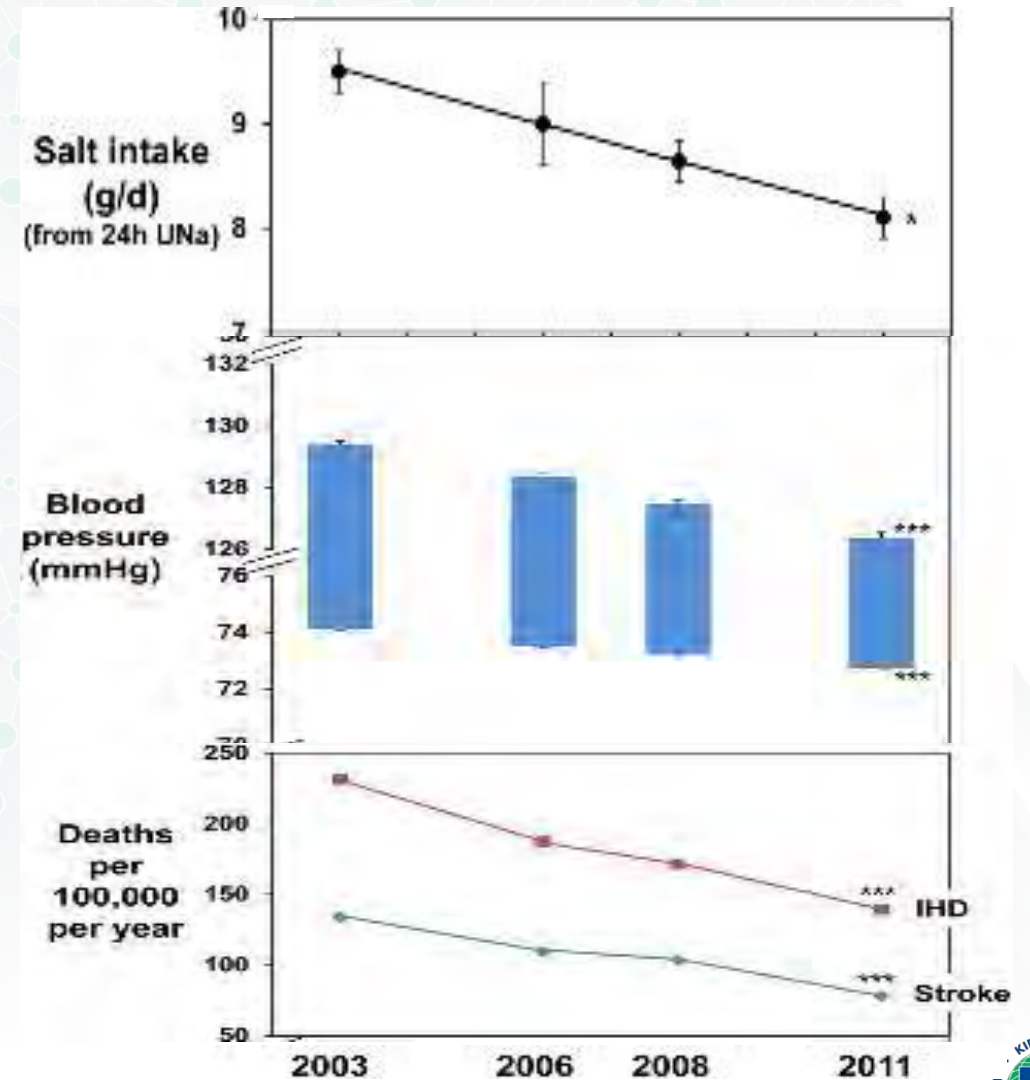 10
9
Salt intake
(g/d)
(from 24h UNa)
8
7
132
130
128
Blood
pressure
(mmHg)
126
76
74
72
***
***
250
200
150
100
50
Deaths
per
100,000
per year
*
***
IHD
***
Stroke
2003 2006 2008 2011